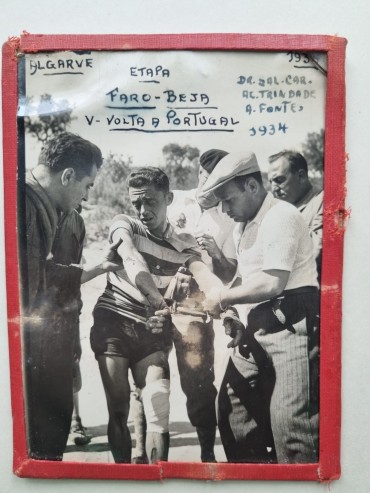 ALGARVE
ETAPA
FARO-BEJA
V-VOLTA A PORTUGAL
DR. SAL-CAR-
AL. TRINDADE
A. FONTES
1934